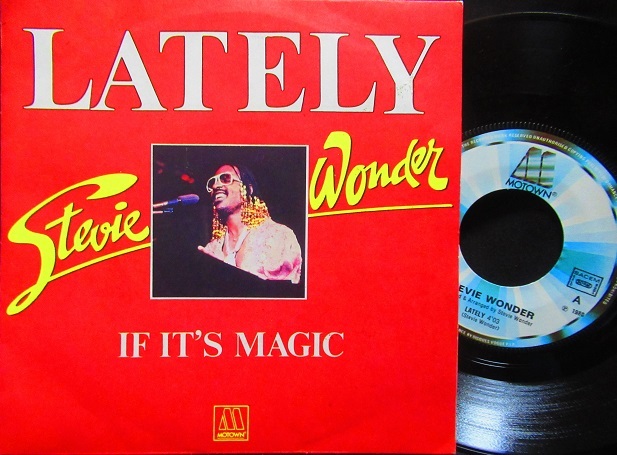 LATELY
Stevie Wonder
IF IT'S MAGIC
MOTOWN
MOTOWN®
SACEM
A
EVIE WONDER
d & Arranged by Stevie Wonder
LATELY 4'03
(Stevie Wonder)